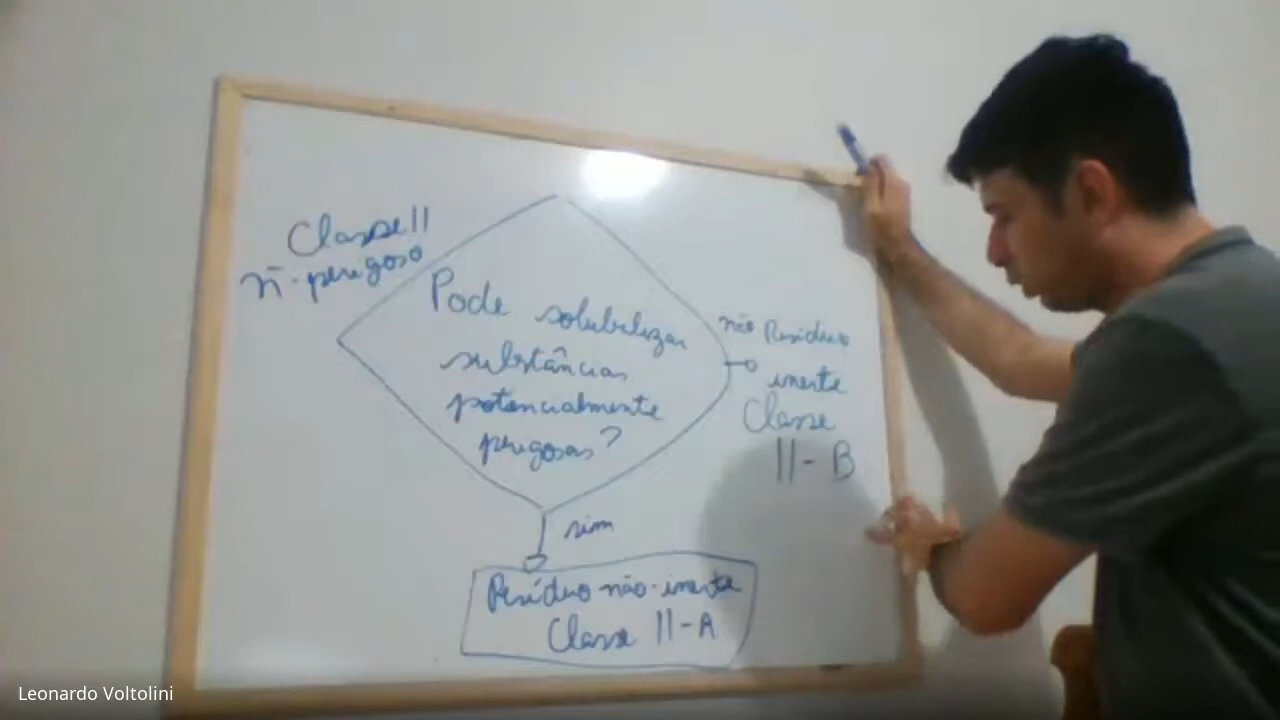 Classe II
ñ-perigoso
Pode solubilizar
substâncias
potencialmente
perigosas?
não Resíduo
inerte
Classe
II-B
sim
Resíduo não-inerte
Classe II-A
Leonardo Voltolini